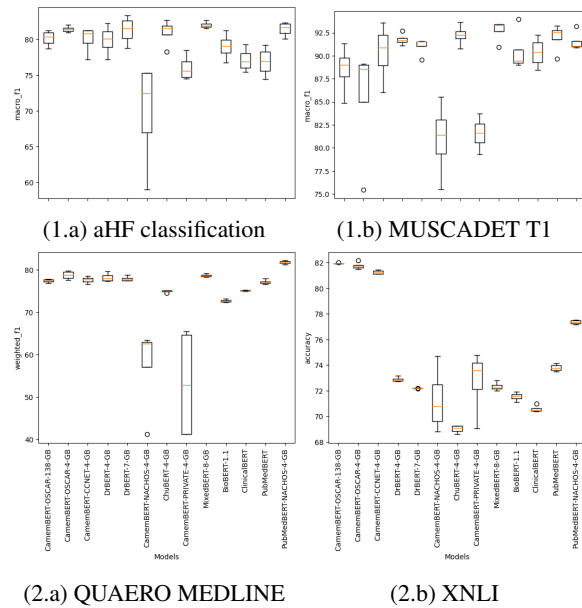 85
80
75
70
65
60
macro_f1
92.5
90.0
87.5
85.0
82.5
80.0
77.5
75.0
macro_f1
(1.a) aHF classification
(1.b) MUSCADET T1
80
70
60
50
40
weighted_f1
CamemBERT-OSCAR-138-GB
CamemBERT-OSCAR-4-GB
CamemBERT-CCNET-4-GB
DrBERT-4-GB
DrBERT-7-GB
CamemBERT-NACHOS-4-GB
ChuBERT-4-GB
CamemBERT-PRIVATE-4-GB
MixedBERT-8-GB
BioBERT-1.1
ClinicalBERT
PubMedBERT
PubMedBERT-NACHOS-4-GB
Models
82
80
78
76
74
72
70
68
accuracy
CamemBERT-OSCAR-138-GB
CamemBERT-OSCAR-4-GB
CamemBERT-CCNET-4-GB
DrBERT-4-GB
DrBERT-7-GB
CamemBERT-NACHOS-4-GB
ChuBERT-4-GB
CamemBERT-PRIVATE-4-GB
MixedBERT-8-GB
BioBERT-1.1
ClinicalBERT
PubMedBERT
PubMedBERT-NACHOS-4-GB
Models
(2.a) QUAERO MEDLINE
(2.b) XNLI